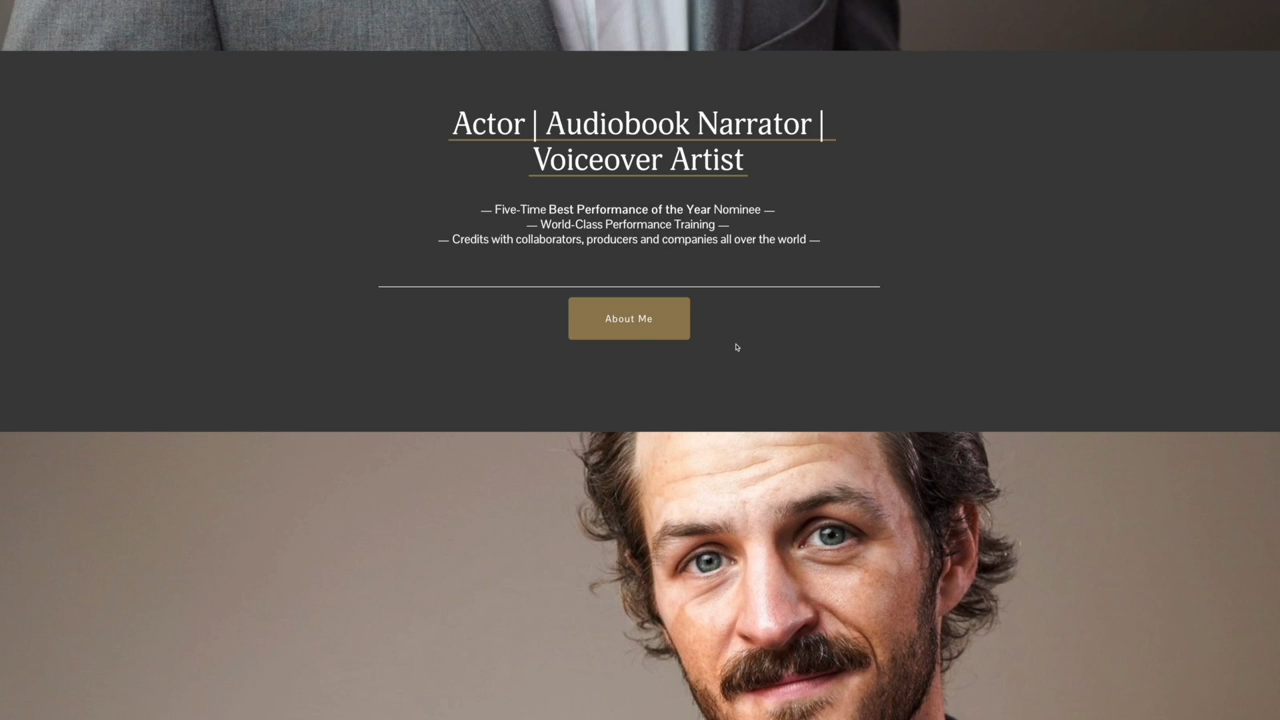 Actor | Audiobook Narrator |
Voiceover Artist
— Five-Time Best Performance of the Year Nominee —
— World-Class Performance Training —
— Credits with collaborators, producers and companies all over the world —
About Me